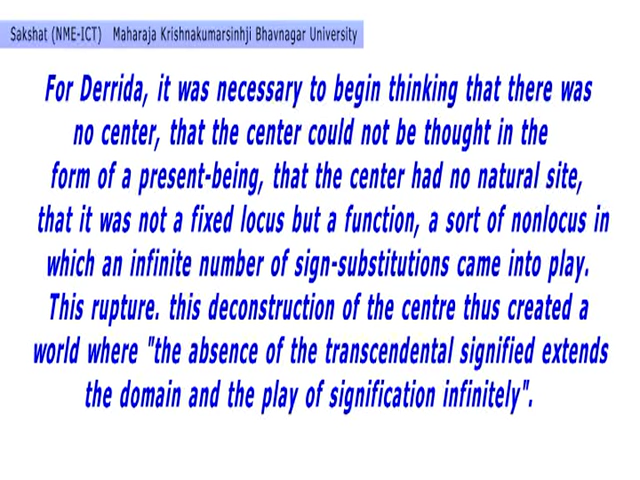 Sakshat (NME-ICT) Maharaja Krishnakumarsinhji Bhavnagar University
For Derrida, it was necessary to begin thinking that there was
no center, that the center could not be thought in the
form of a present-being, that the center had no natural site,
that it was not a fixed locus but a function, a sort of nonlocus in
which an infinite number of sign-substitutions came into play.
This rupture. this deconstruction of the centre thus created a
world where "the absence of the transcendental signified extends
the domain and the play of signification infinitely".